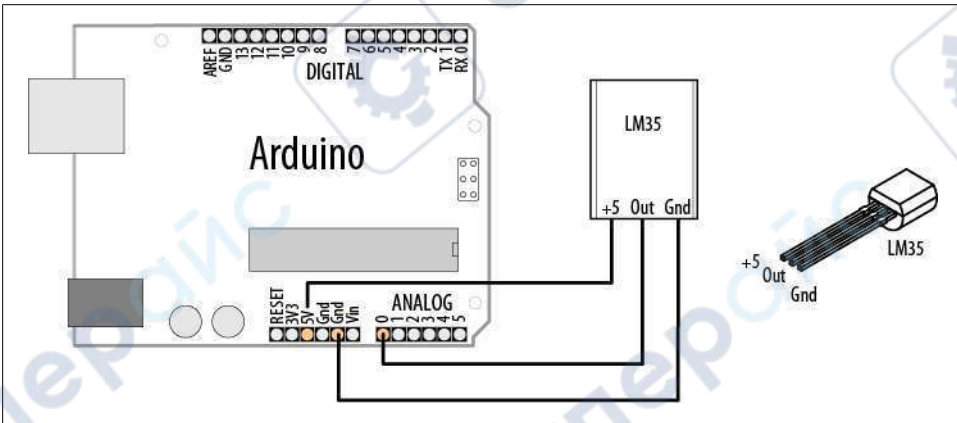 AREF
GND
13
12
11
10
9
8
7
6
5
4
3
2
TX 1
RX 0
DIGITAL
Arduino
LM35
+5 Out Gnd
LM35
+5
Out
Gnd
RESET
3V3
5V
Gnd
Gnd
Vin
ANALOG
0
1
2
3
4
5